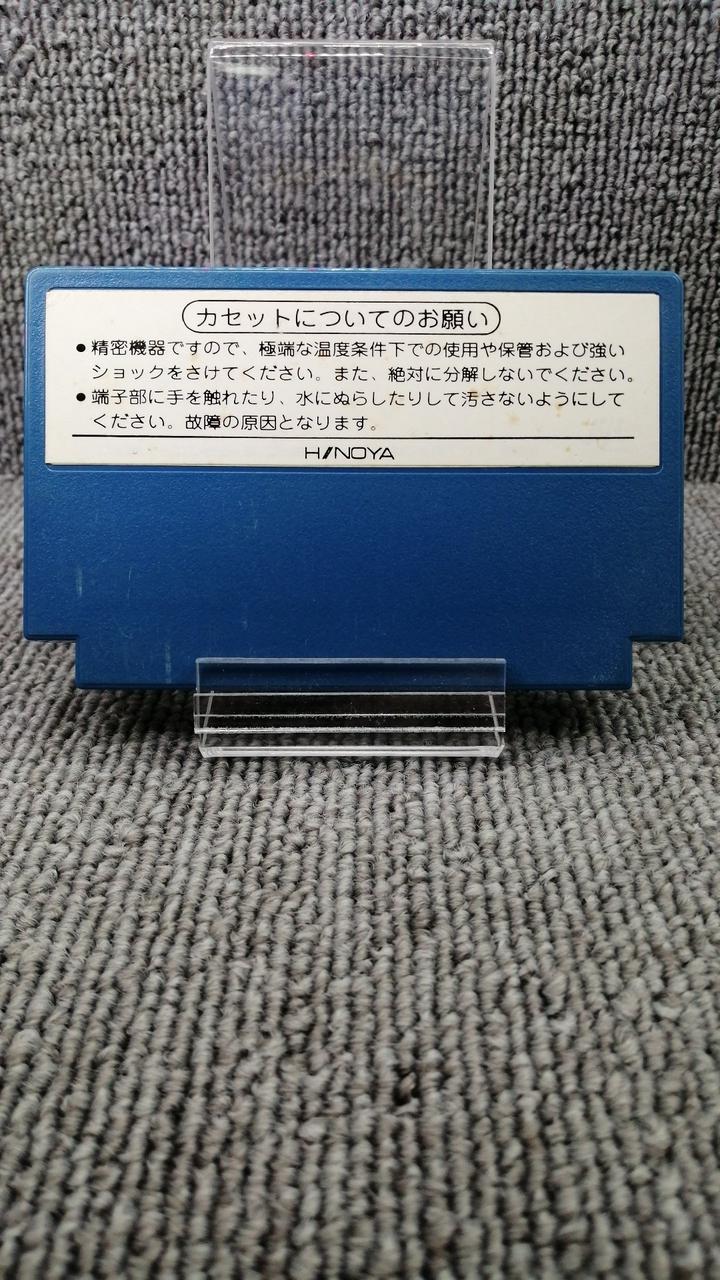 カセットについてのお願い
●精密機器ですので、極端な温度条件下での使用や保管および強い
ショックをさけてください。また、絶対に分解しないでください。
●端子部に手を触れたり、水にぬらしたりして汚さないようにして
ください。故障の原因となります。
HINOYA